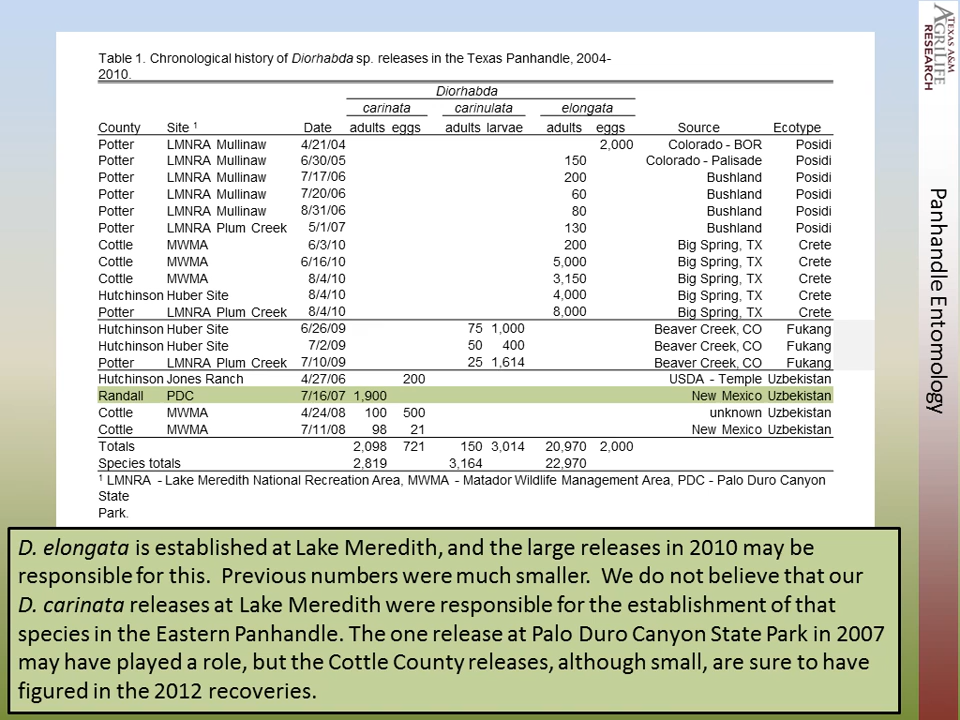 Table 1. Chronological history of Diorhabda sp. releases in the Texas Panhandle, 2004-
2010.
Diorhabda
carinata carinulata elongata
County Site 1 Date adults eggs adults larvae adults eggs Source Ecotype
Potter LMNRA Mullinaw 4/21/04 2,000 Colorado - BOR Posidi
Potter LMNRA Mullinaw 6/30/05 150 Colorado - Palisade Posidi
Potter LMNRA Mullinaw 7/17/06 200 Bushland Posidi
Potter LMNRA Mullinaw 7/20/06 60 Bushland Posidi
Potter LMNRA Mullinaw 8/31/06 80 Bushland Posidi
Potter LMNRA Plum Creek 5/1/07 130 Bushland Posidi
Cottle MWMA 6/3/10 200 Big Spring, TX Crete
Cottle MWMA 6/16/10 5,000 Big Spring, TX Crete
Cottle MWMA 8/4/10 3,150 Big Spring, TX Crete
Hutchinson Huber Site 8/4/10 4,000 Big Spring, TX Crete
Potter LMNRA Plum Creek 8/4/10 8,000 Big Spring, TX Crete
Hutchinson Huber Site 6/26/09 75 1,000 Beaver Creek, CO Fukang
Hutchinson Huber Site 7/2/09 50 400 Beaver Creek, CO Fukang
Potter LMNRA Plum Creek 7/10/09 25 1,614 Beaver Creek, CO Fukang
Hutchinson Jones Ranch 4/27/06 200 USDA - Temple Uzbekistan
Randall PDC 7/16/07 1,900 New Mexico Uzbekistan
Cottle MWMA 4/24/08 100 500 unknown Uzbekistan
Cottle MWMA 7/11/08 98 21 New Mexico Uzbekistan
Totals 2,098 721 150 3,014 20,970 2,000
Species totals 2,819 3,164 22,970
1 LMNRA - Lake Meredith National Recreation Area, MWMA - Matador Wildlife Management Area, PDC - Palo Duro Canyon
State
Park.
D. elongata is established at Lake Meredith, and the large releases in 2010 may be
responsible for this. Previous numbers were much smaller. We do not believe that our
D. carinata releases at Lake Meredith were responsible for the establishment of that
species in the Eastern Panhandle. The one release at Palo Duro Canyon State Park in 2007
may have played a role, but the Cottle County releases, although small, are sure to have
figured in the 2012 recoveries.
TEXAS A&M
AGRILIFE
RESEARCH
Panhandle Entomology